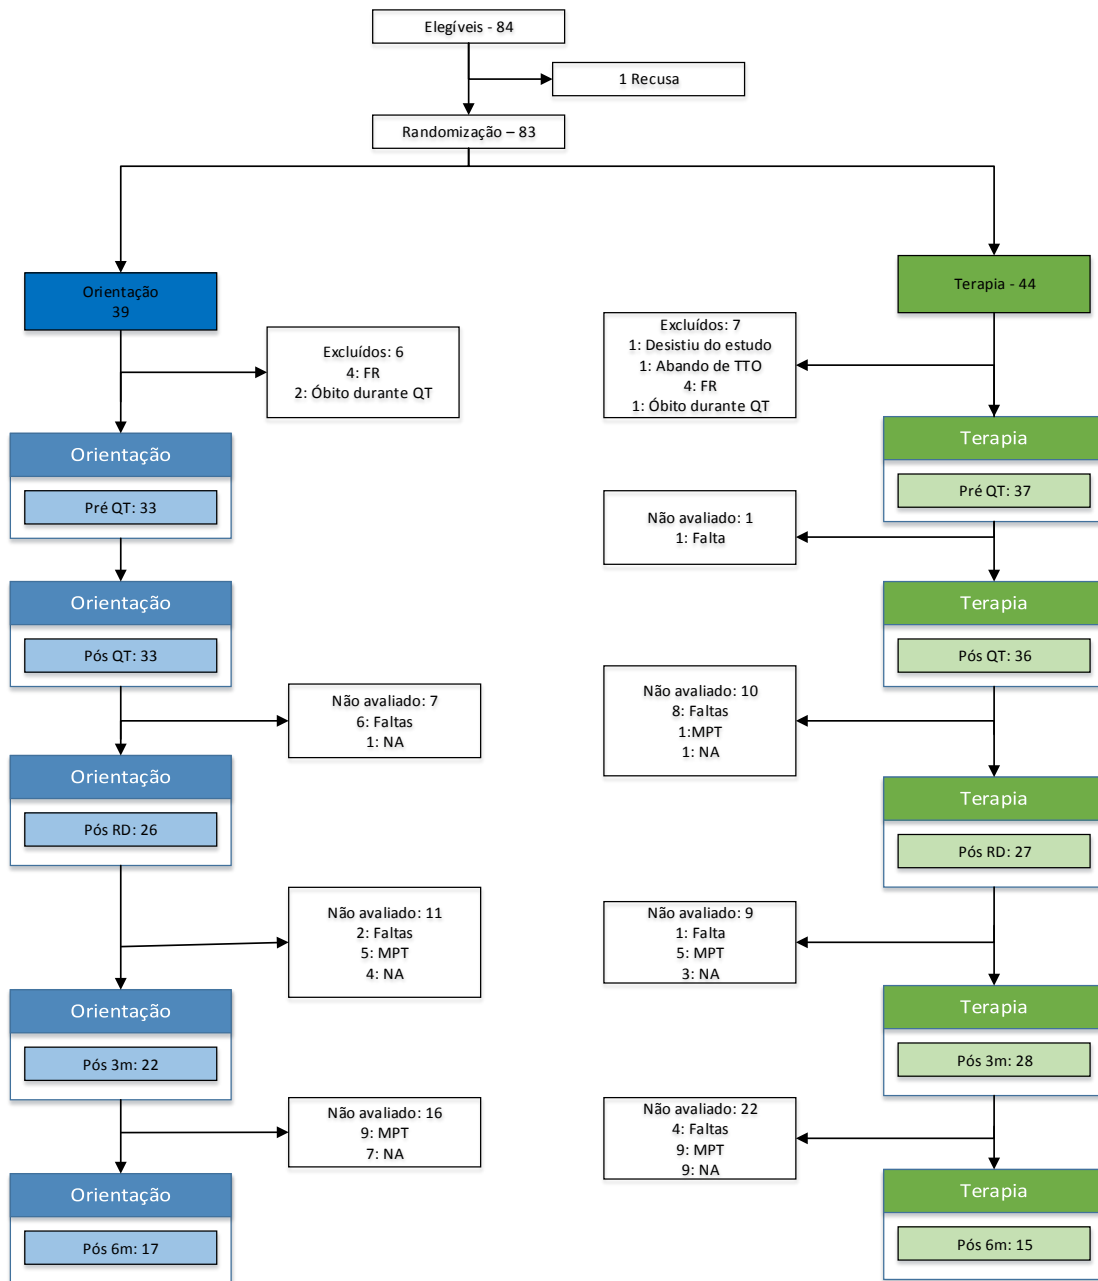 Elegíveis - 84
1 Recusa
Randomização – 83
Orientação
39
Terapia - 44
Excluídos: 6
4: FR
2: Óbito durante QT
Excluídos: 7
1: Desistiu do estudo
1: Abando de TTO
4: FR
1: Óbito durante QT
Orientação
Pré QT: 33
Terapia
Pré QT: 37
Não avaliado: 1
1: Falta
Orientação
Pós QT: 33
Terapia
Pós QT: 36
Não avaliado: 7
6: Faltas
1: NA
Não avaliado: 10
8: Faltas
1:MPT
1: NA
Orientação
Pós RD: 26
Terapia
Pós RD: 27
Não avaliado: 11
2: Faltas
5: MPT
4: NA
Não avaliado: 9
1: Falta
5: MPT
3: NA
Orientação
Pós 3m: 22
Terapia
Pós 3m: 28
Não avaliado: 16
9: MPT
7: NA
Não avaliado: 22
4: Faltas
9: MPT
9: NA
Orientação
Pós 6m: 17
Terapia
Pós 6m: 15